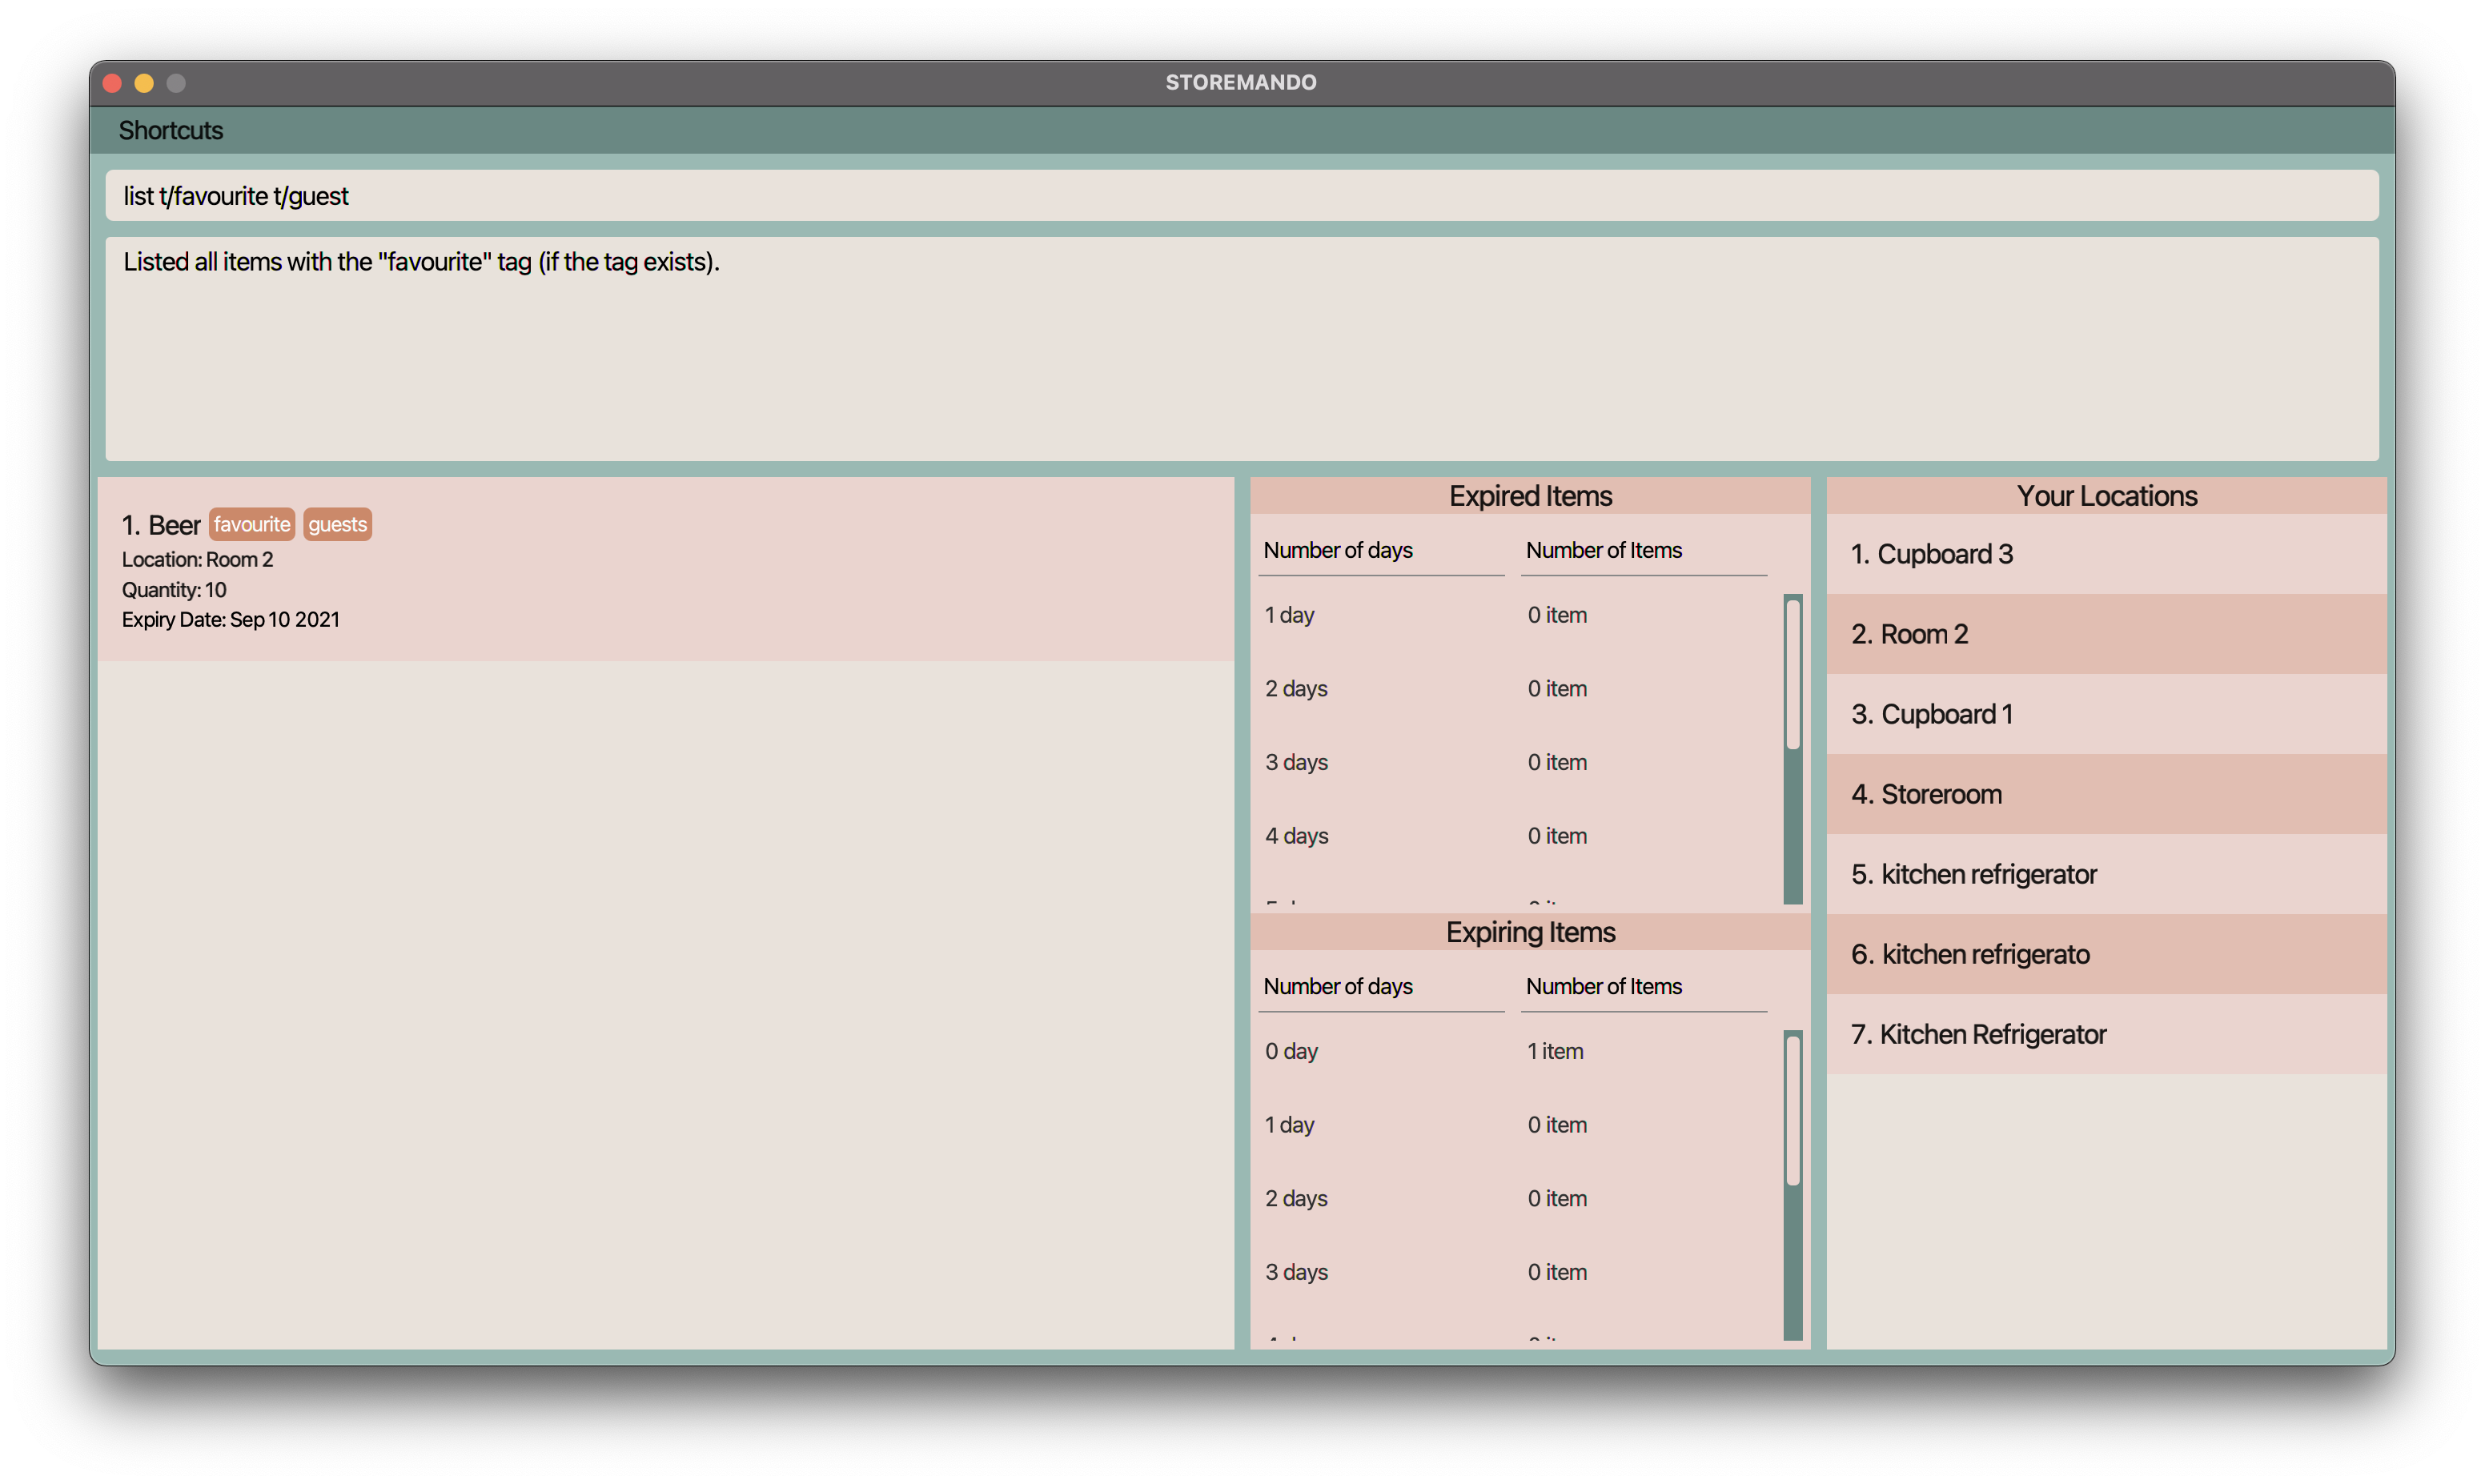 STOREMANDO
Shortcuts
list t/favourite t/guest
Listed all items with the "favourite" tag (if the tag exists).
1. Beer favourite guests
Location: Room 2
Quantity: 10
Expiry Date: Sep 10 2021
Expired Items
Number of days Number of Items
1 day 0 item
2 days 0 item
3 days 0 item
4 days 0 item
Expiring Items
Number of days Number of Items
0 day 1 item
1 day 0 item
2 days 0 item
3 days 0 item
Your Locations
1. Cupboard 3
2. Room 2
3. Cupboard 1
4. Storeroom
5. kitchen refrigerator
6. kitchen refrigerato
7. Kitchen Refrigerator